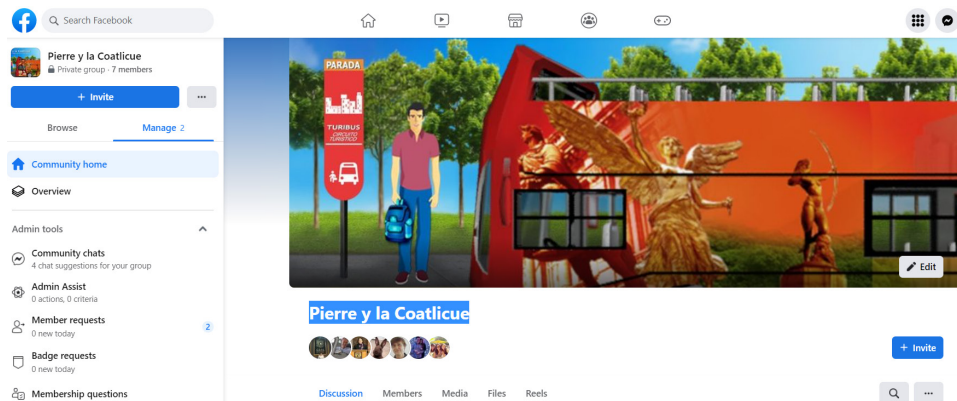 Search Facebook
Pierre y la Coatlicue
Private group · 7 members
+ Invite
Browse
Manage 2
Community home
Overview
Admin tools
Community chats
4 chat suggestions for your group
Admin Assist
0 actions, 0 criteria
Member requests
0 new today
2
Badge requests
0 new today
Membership questions
PARADA
TURIBUS
CIRCUITO
TURISTICO
Edit
Pierre y la Coatlicue
+ Invite
Discussion
Members
Media
Files
Reels